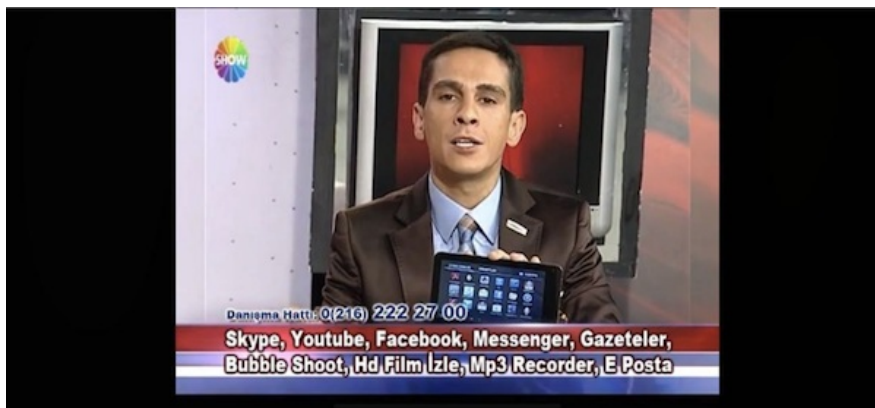 SHOW
Danışma Hattı: 0(216) 222 27 00
Skype, Youtube, Facebook, Messenger, Gazeteler,
Bubble Shoot, Hd Film İzle, Mp3 Recorder, E Posta